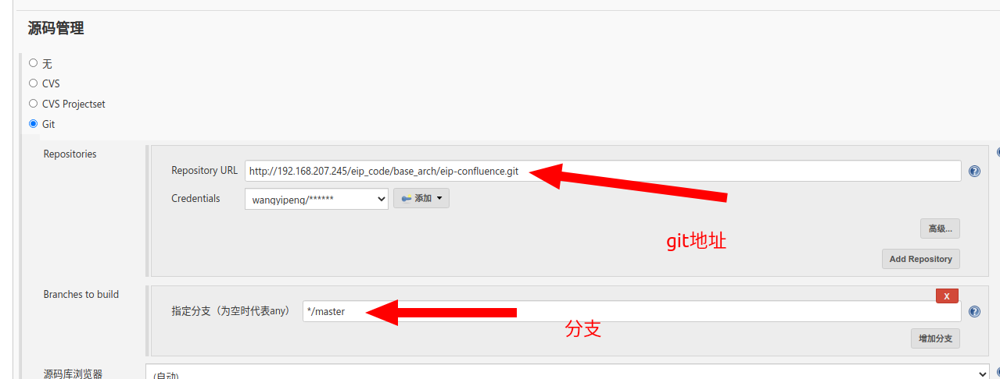 源码管理
无
CVS
CVS Projectset
Git
Repositories
Repository URL http://192.168.207.245/eip_code/base_arch/eip-confluence.git
Credentials wangyipeng/****** 添加
git地址
高级...
Add Repository
Branches to build
X
指定分支（为空时代表any） */master
分支
增加分支
源码库浏览器 (自动)